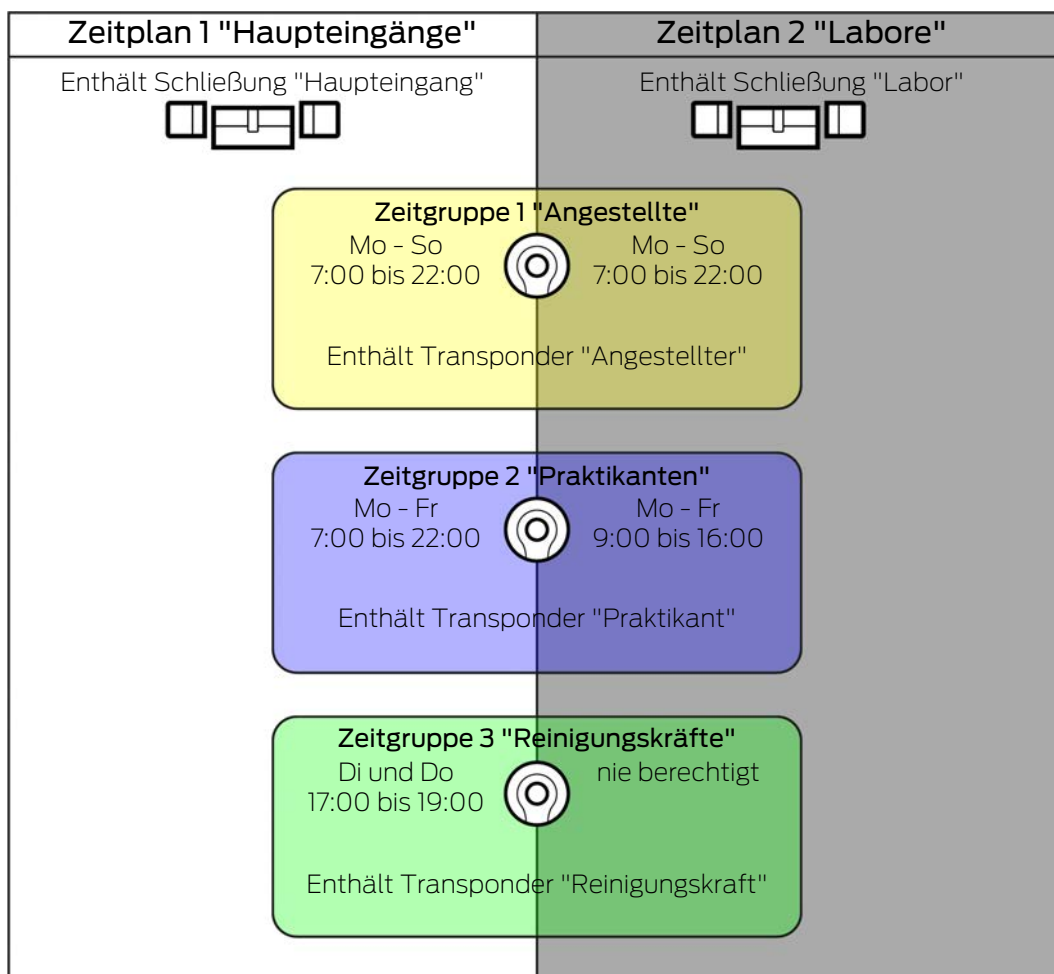 Zeitplan 1 "Haupteingänge"
Zeitplan 2 "Labore"
Enthält Schließung "Haupteingang"
Enthält Schließung "Labor"
Zeitgruppe 1 "Angestellte"
Mo - So
7:00 bis 22:00
Mo - So
7:00 bis 22:00
Enthält Transponder "Angestellter"
Zeitgruppe 2 "Praktikanten"
Mo - Fr
7:00 bis 22:00
Mo - Fr
9:00 bis 16:00
Enthält Transponder "Praktikant"
Zeitgruppe 3 "Reinigungskräfte"
Di und Do
17:00 bis 19:00
nie berechtigt
Enthält Transponder "Reinigungskraft"